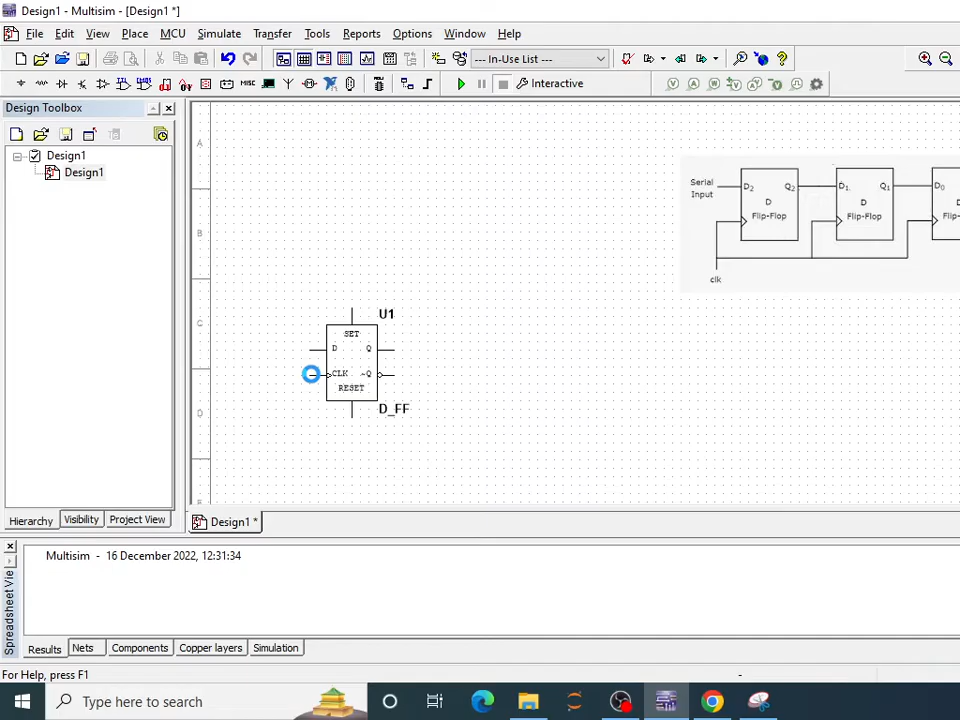 Design1 - Multisim - [Design1 *]
File Edit View Place MCU Simulate Transfer Tools Reports Options Window Help
--- In-Use List ---
Interactive
Design Toolbox
Design1
Design1
A
B
C
D
Serial
Input
D2 Q2
D
Flip-Flop
D1 Q1
D
Flip-Flop
D0
Flip
clk
U1
SET
D Q
CLK ~Q
RESET
D_FF
Hierarchy Visibility Project View
Design1 *
Spreadsheet Vie
Multisim - 16 December 2022, 12:31:34
Results Nets Components Copper layers Simulation
For Help, press F1
-
Type here to search